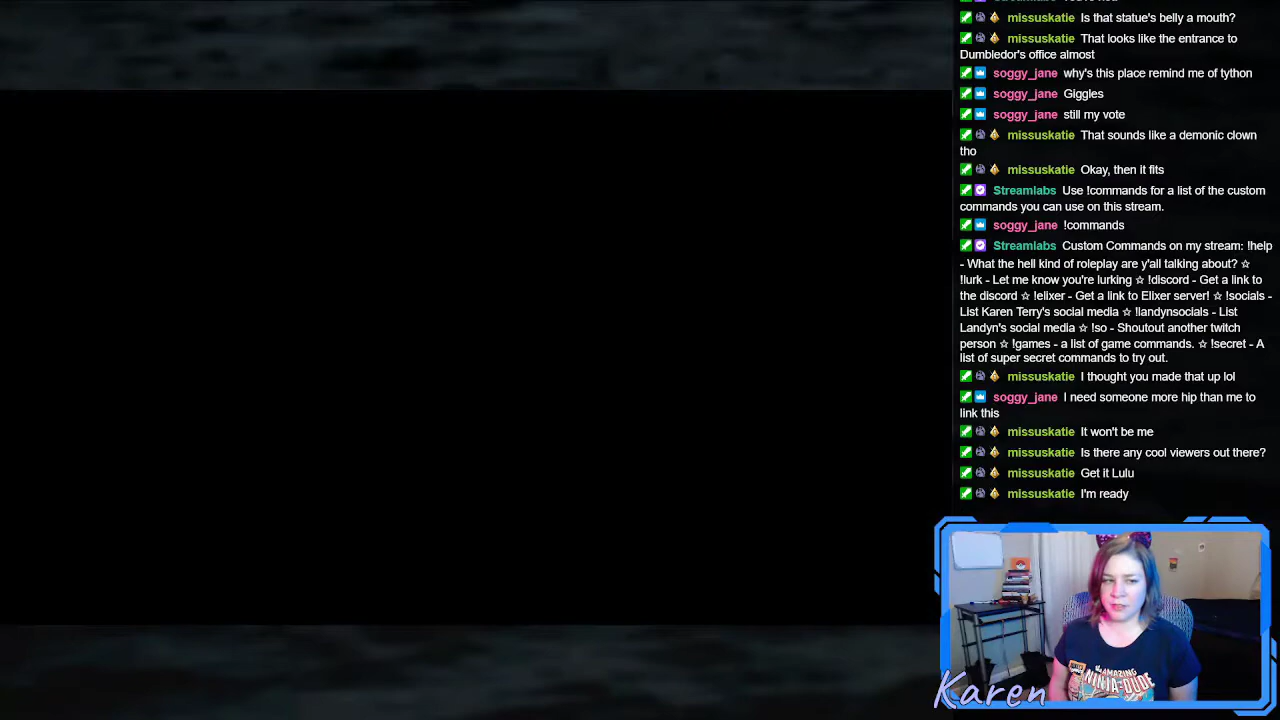 missuskatie Is that statue's belly a mouth?
missuskatie That looks like the entrance to
Dumbledor's office almost
soggy_jane why's this place remind me of tython
soggy_jane Giggles
soggy_jane still my vote
missuskatie That sounds like a demonic clown
tho
missuskatie Okay, then it fits
Streamlabs Use !commands for a list of the custom
commands you can use on this stream.
soggy_jane !commands
Streamlabs Custom Commands on my stream: !help
- What the hell kind of roleplay are y'all talking about? ☆
!lurk - Let me know you're lurking ☆ !discord - Get a link to
the discord ☆ !elixer - Get a link to Elixer server! ☆ !socials -
List Karen Terry's social media ☆ !landynsocials - List
Landyn's social media ☆ !so - Shoutout another twitch
person ☆ !games - a list of game commands. ☆ !secret - A
list of super secret commands to try out.
missuskatie I thought you made that up lol
soggy_jane I need someone more hip than me to
link this
missuskatie It won't be me
missuskatie Is there any cool viewers out there?
missuskatie Get it Lulu
missuskatie I'm ready
AMAZING
NINJA-DUDE
Karen